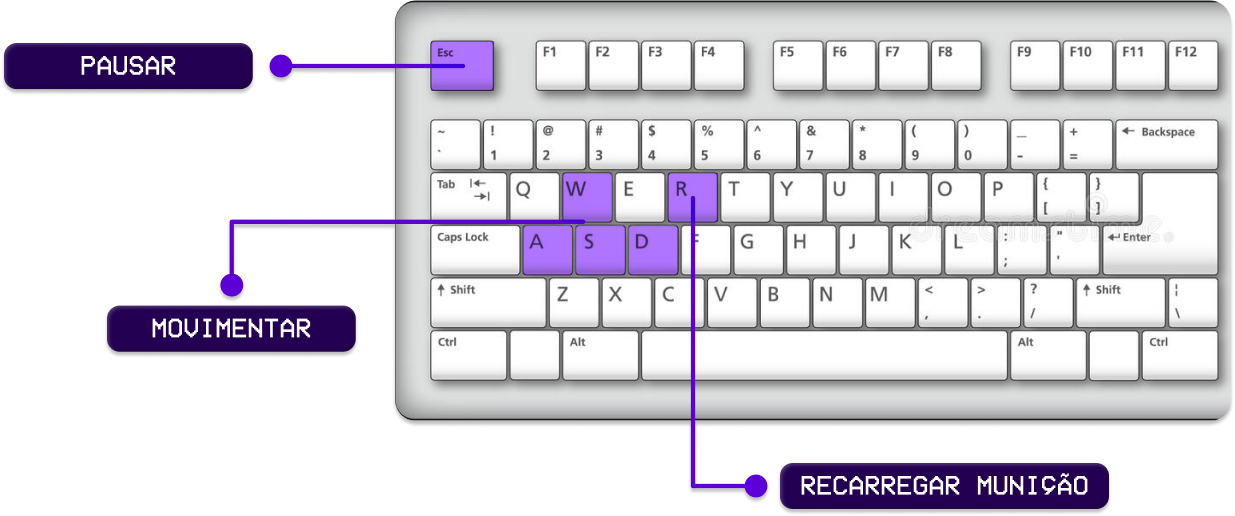 PAUSAR
Esc F1 F2 F3 F4 F5 F6 F7 F8 F9 F10 F11 F12
~ ! @ # $ % ^ & * ( ) _ + ← Backspace
` 1 2 3 4 5 6 7 8 9 0 - =
Tab Q W E R T Y U I O P { }
[ ]
dreamstime.
Caps Lock A S D F G H J K L : " ↵ Enter
; '
↑ Shift Z X C V B N M < > ? ↑ Shift ¦
, . / \
Ctrl Alt Alt Ctrl
MOVIMENTAR
RECARREGAR MUNIÇÃO